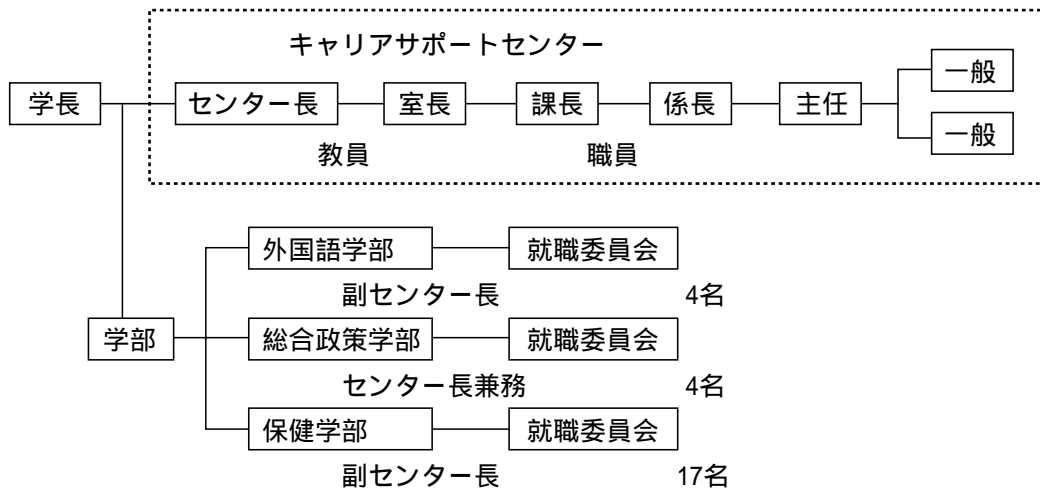 キャリアサポートセンター
学長
センター長
室長
課長
係長
主任
一般
一般
教員
職員
外国語学部
就職委員会
副センター長
4名
学部
総合政策学部
就職委員会
センター長兼務
4名
保健学部
就職委員会
副センター長
17名